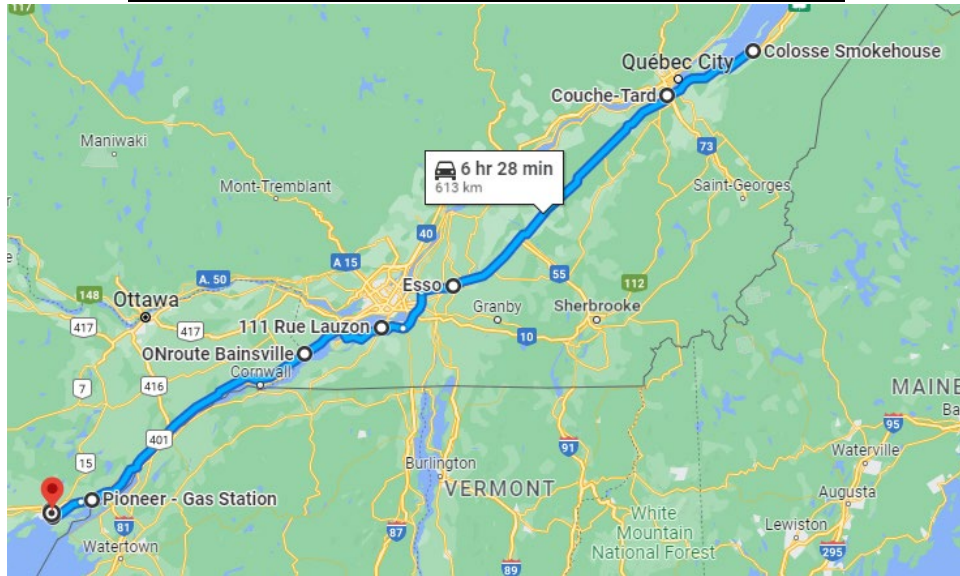 117
Québec City
Colosse Smokehouse
Couche-Tard
Maniwaki
73
6 hr 28 min
613 km
Mont-Tremblant
Saint-Georges
40
A 15
A. 50
55
Esso
112
148
Ottawa
Granby
Sherbrooke
417
417
111 Rue Lauzon
10
ONroute Bainsville
Cornwall
7
416
MAINE
Ba
401
95
91
Waterville
15
Burlington
Pioneer - Gas Station
VERMONT
Augusta
81
87
White
Mountain
National Forest
Lewiston
Watertown
295
89